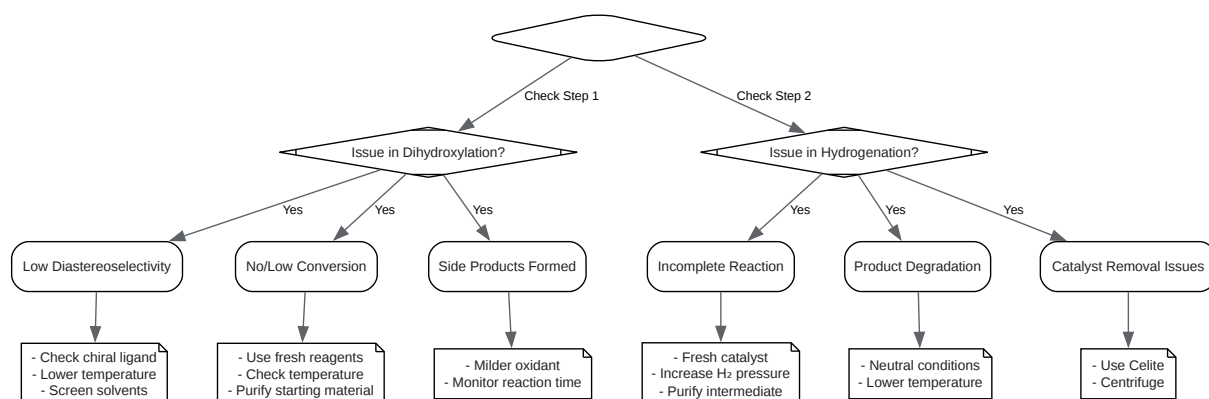 Check Step 1
Check Step 2
Issue in Dihydroxylation?
Issue in Hydrogenation?
Yes
Yes
Yes
Yes
Yes
Yes
Low Diastereoselectivity
No/Low Conversion
Side Products Formed
Incomplete Reaction
Product Degradation
Catalyst Removal Issues
- Check chiral ligand
- Lower temperature
- Screen solvents
- Use fresh reagents
- Check temperature
- Purify starting material
- Milder oxidant
- Monitor reaction time
- Fresh catalyst
- Increase H₂ pressure
- Purify intermediate
- Neutral conditions
- Lower temperature
- Use Celite
- Centrifuge